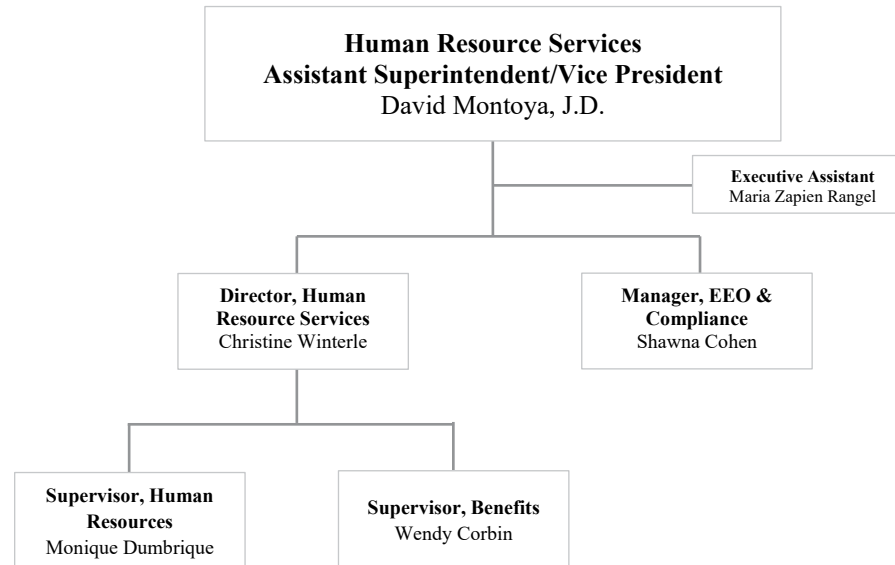 Human Resource Services
Assistant Superintendent/Vice President
David Montoya, J.D.
Executive Assistant
Maria Zapien Rangel
Director, Human
Resource Services
Christine Winterle
Manager, EEO &
Compliance
Shawna Cohen
Supervisor, Human
Resources
Monique Dumbrique
Supervisor, Benefits
Wendy Corbin